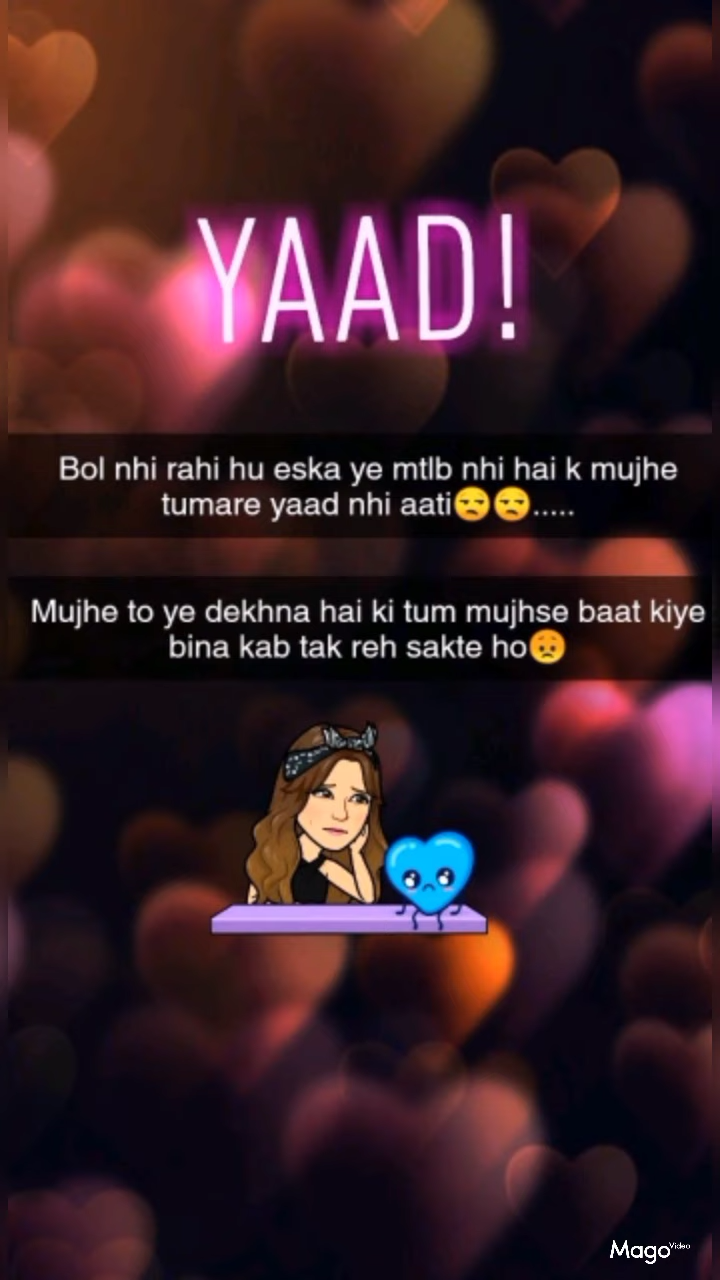 YAAD!
Bol nhi rahi hu eska ye mtlb nhi hai k mujhe
tumare yaad nhi aati😒😒.....
Mujhe to ye dekhna hai ki tum mujhse baat kiye
bina kab tak reh sakte ho😟
Mago Video